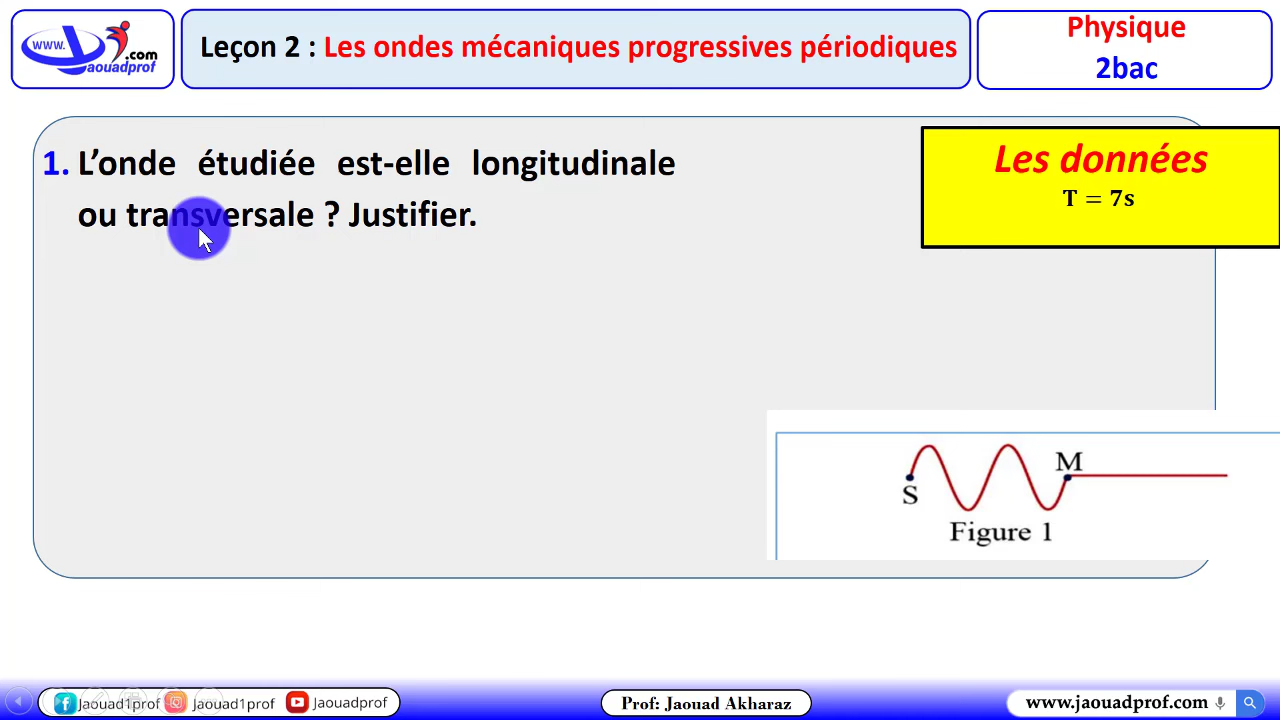 www.
.com
aouadprof
Leçon 2 : Les ondes mécaniques progressives périodiques
Physique
2bac
1. L’onde étudiée est-elle longitudinale
ou transversale ? Justifier.
Les données
T = 7s
S
M
Figure 1
Jaouad1prof
Jaouad1prof
Jaouadprof
Prof: Jaouad Akharaz
www.jaouadprof.com